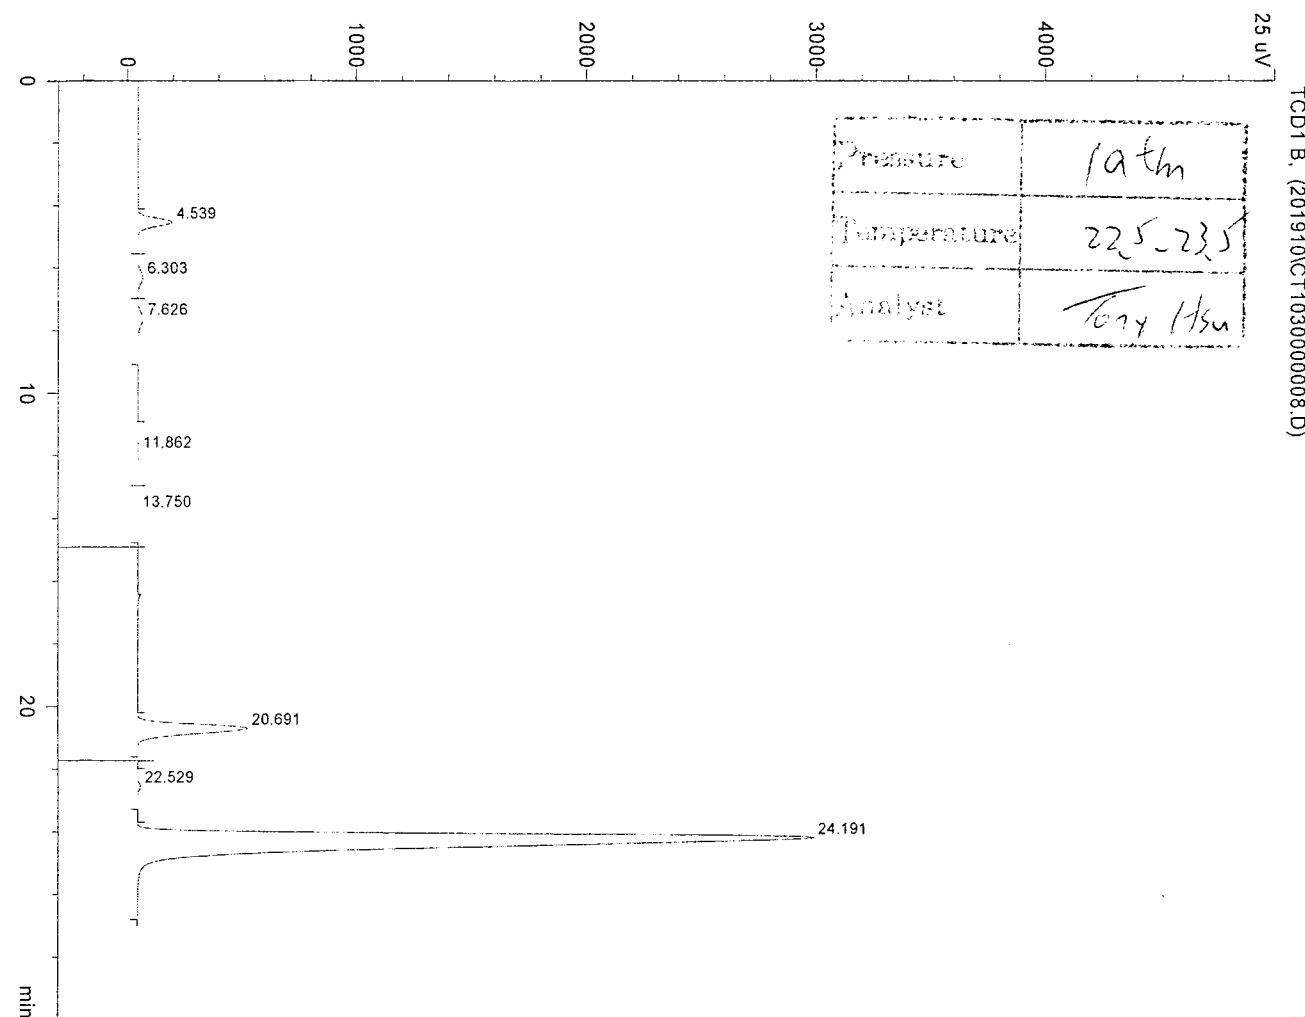 TCD1 B, (201910\CT1030000008.D)
25 uV
4000
3000
2000
1000
0
0
10
20
min
4.539
6.303
7.626
11.862
13.750
20.691
22.529
24.191
Pressure 1atm
Temperature 22.5-23.5
Analyst Tony Hsu